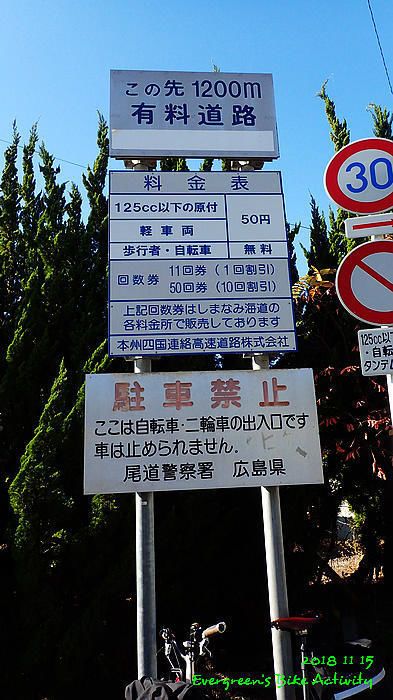 この先 1200m
有料道路
料金表
125cc以下の原付
軽車両
50円
歩行者・自転車 無料
回数券 11回券(1回割引)
50回券(10回割引)
上記回数券はしまなみ海道の
各料金所で販売しております
本州四国連絡高速道路株式会社
駐車禁止
ここは自転車・二輪車の出入口です
車は止められません.
尾道警察署 広島県
30
125cc以
・自転
タンデム
2018 11 15
Evergreen's Bike Activity